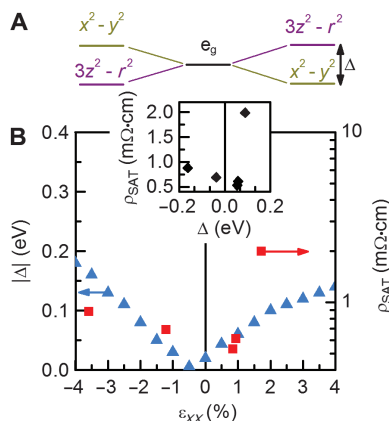 A
x² - y²
3z² - r²
e_g
3z² - r²
x² - y²
Δ
B
|Δ| (eV)
0.4
0.3
0.2
0.1
0.0
-4 -3 -2 -1 0 1 2 3 4
ε_XX (%)
ρ_SAT (mΩ·cm)
2.0
1.5
1.0
0.5
-0.2 0.0 0.2
Δ (eV)
10
1
ρ_SAT (mΩ·cm)